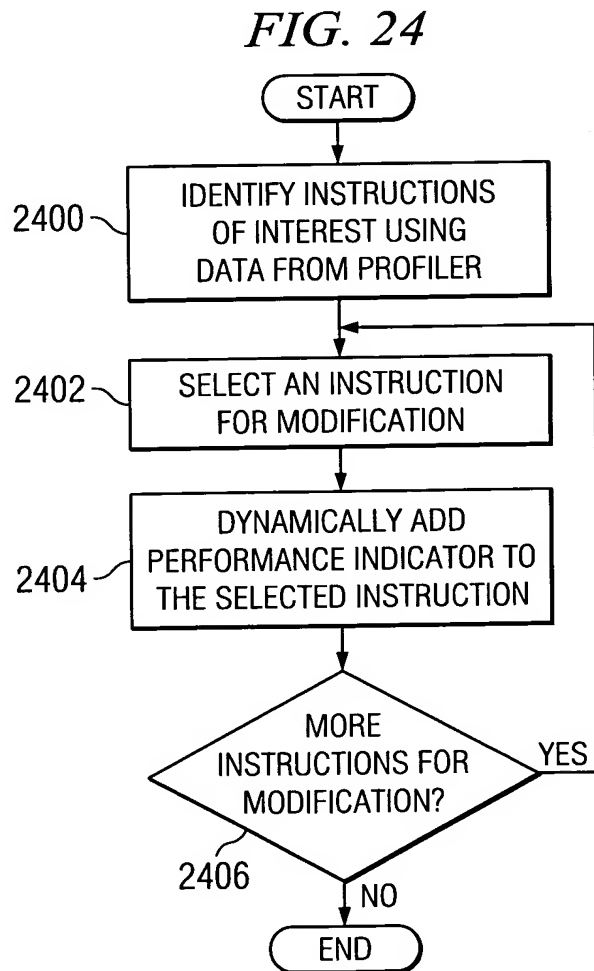 FIG. 24
START
2400
IDENTIFY INSTRUCTIONS
OF INTEREST USING
DATA FROM PROFILER
2402
SELECT AN INSTRUCTION
FOR MODIFICATION
2404
DYNAMICALLY ADD
PERFORMANCE INDICATOR TO
THE SELECTED INSTRUCTION
MORE
INSTRUCTIONS FOR
MODIFICATION?
YES
2406
NO
END